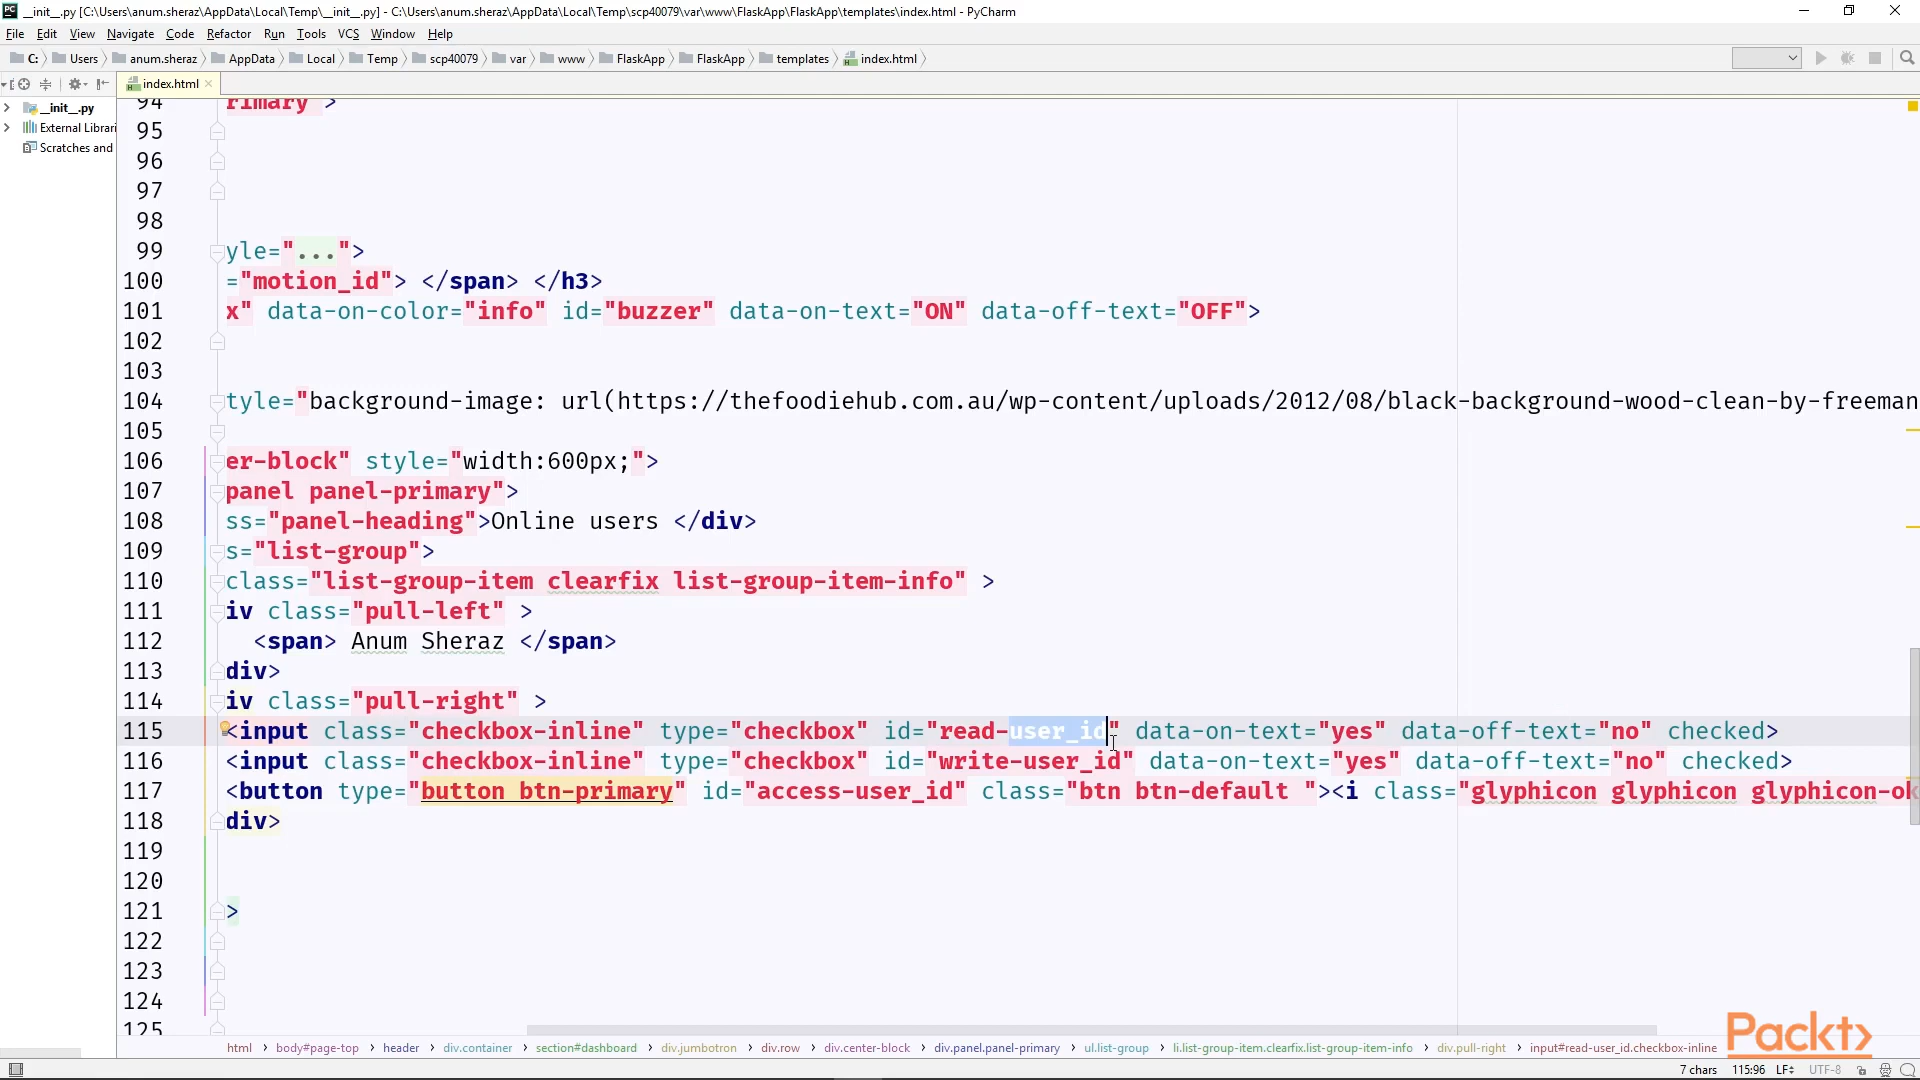 __init__.py [C:\Users\anum.sheraz\AppData\Local\Temp\__init__.py] - C:\Users\anum.sheraz\AppData\Local\Temp\scp40079\var\www\FlaskApp\FlaskApp\templates\index.html - PyCharm
File Edit View Navigate Code Refactor Run Tools VCS Window Help
C: Users anum.sheraz AppData Local Temp scp40079 var www FlaskApp FlaskApp templates index.html
index.html
__init__.py
External Librari
Scratches and
94 rimary">
95
96
97
98
99 yle="...">
100 ="motion_id"> </span> </h3>
101 x" data-on-color="info" id="buzzer" data-on-text="ON" data-off-text="OFF">
102
103
104 tyle="background-image: url(https://thefoodiehub.com.au/wp-content/uploads/2012/08/black-background-wood-clean-by-freeman
105
106 er-block" style="width:600px;">
107 panel panel-primary">
108 ss="panel-heading">Online users </div>
109 s="list-group">
110 class="list-group-item clearfix list-group-item-info" >
111 iv class="pull-left" >
112 <span> Anum Sheraz </span>
113 div>
114 iv class="pull-right" >
115 <input class="checkbox-inline" type="checkbox" id="read-user_id" data-on-text="yes" data-off-text="no" checked>
116 <input class="checkbox-inline" type="checkbox" id="write-user_id" data-on-text="yes" data-off-text="no" checked>
117 <button type="button btn-primary" id="access-user_id" class="btn btn-default "><i class="glyphicon glyphicon glyphicon-ok
118 div>
119
120
121 >
122
123
124
125
html body#page-top header div.container section#dashboard div.jumbotron div.row div.center-block div.panel.panel-primary ul.list-group li.list-group-item.clearfix.list-group-item-info div.pull-right input#read-user_id.checkbox-inline
Packt>
7 chars 115:96 LF÷ UTF-8